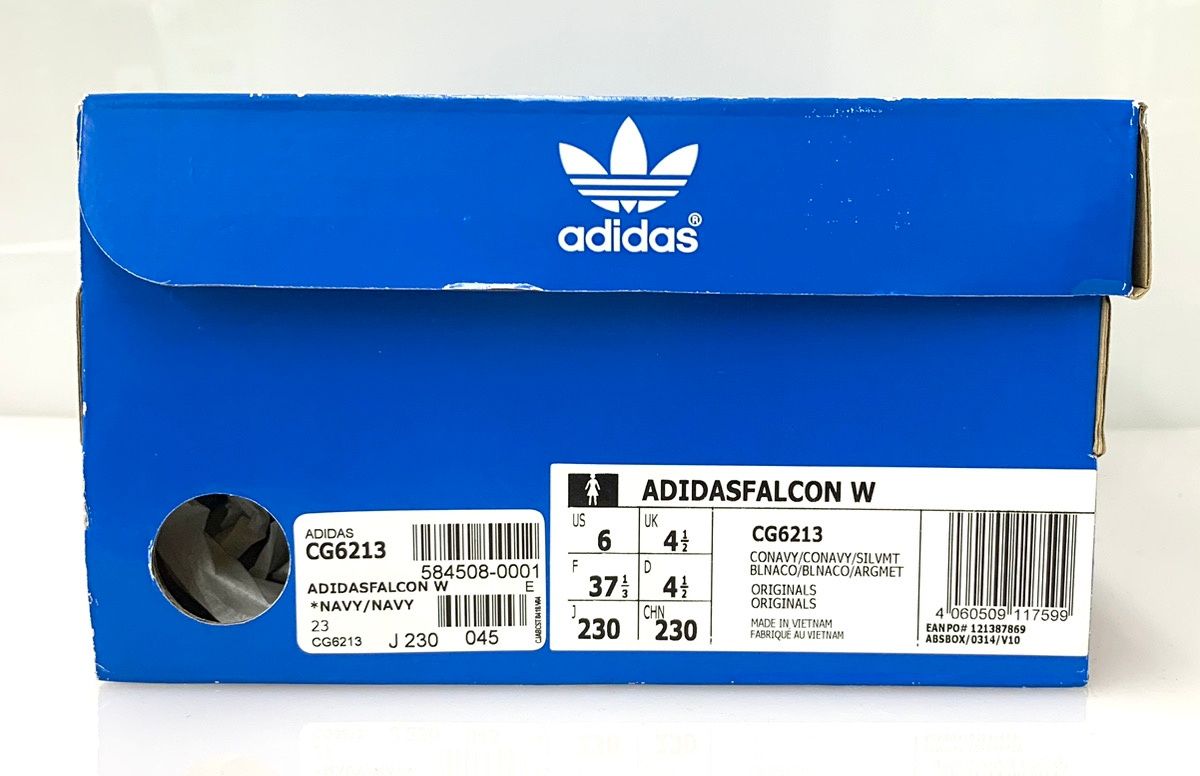 adidas®
ADIDAS
CG6213
584508-0001
ADIDASFALCON W E
*NAVY/NAVY
23
CG6213 J 230 045
ADIDASFALCON W
US 6 UK 4½
F 37⅓ D 4½
J 230 CHN 230
CG6213
CONAVY/CONAVY/SILVMT
BLNACO/BLNACO/ARGMET
ORIGINALS
ORIGINALS
MADE IN VIETNAM
FABRIQUE AU VIETNAM
4 060509 117599
EANPO# 121387869
ABSBOX/0314/V10